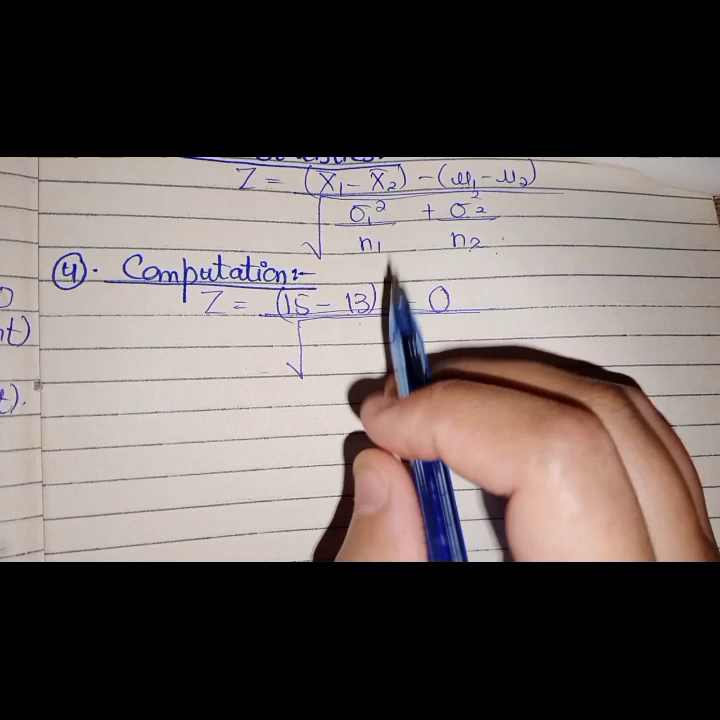 Z = (X̄₁ - X̄₂) - (μ₁ - μ₂)
√ σ₁²/n₁ + σ₂²/n₂
④. Computation:-
Z = (15 - 13) - 0
√
t)
t).